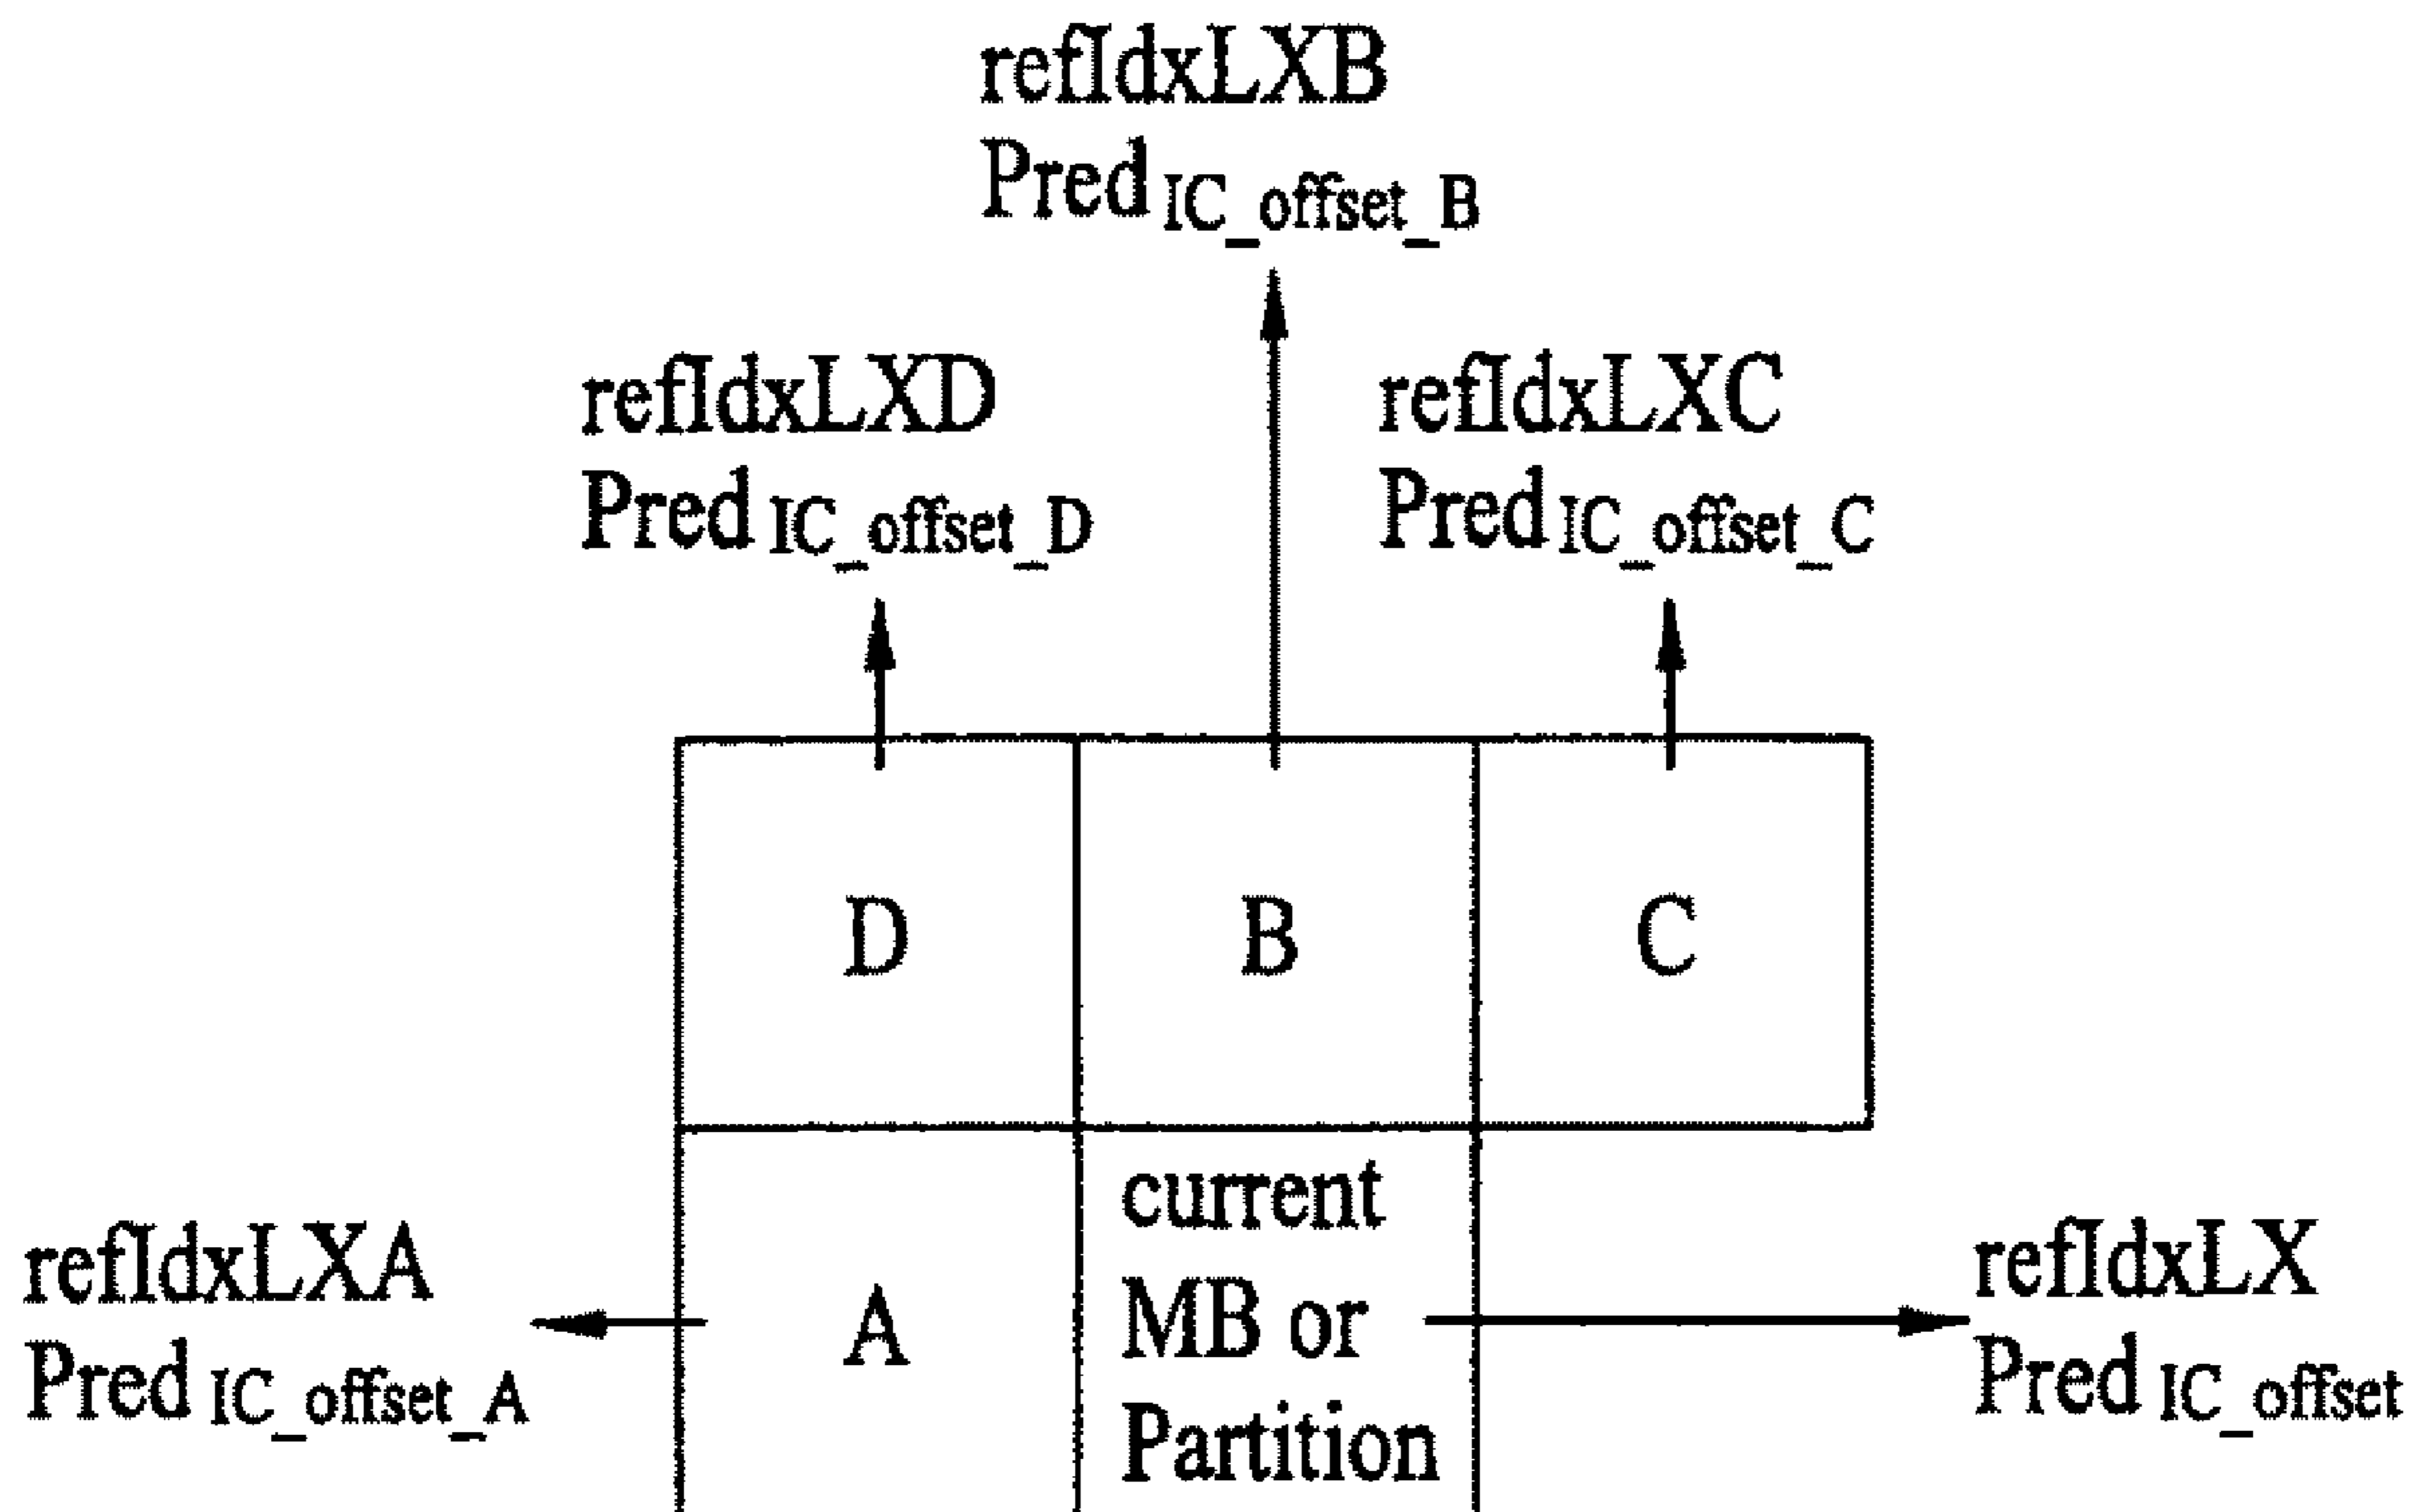 refIdxLXB
Pred IC_offset_B
refIdxLXD
Pred IC_offset_D
refIdxLXC
Pred IC_offset_C
D
B
C
refIdxLXA
Pred IC_offset_A
A
current
MB or
Partition
refIdxLX
Pred IC_offset